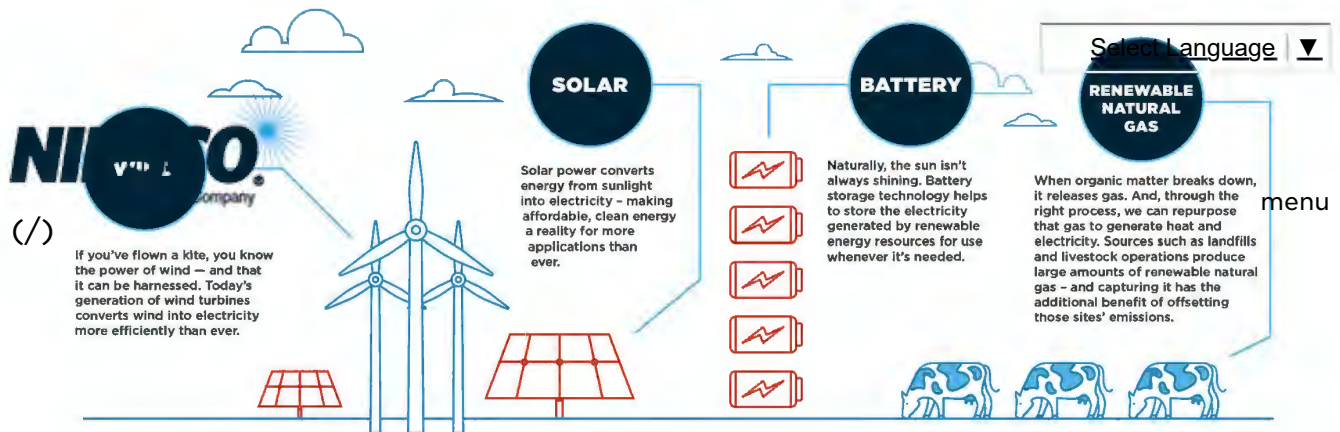 Select Language ▼
SOLAR
BATTERY
RENEWABLE
NATURAL
GAS
Company
menu
(/)
If you've flown a kite, you know
the power of wind — and that
it can be harnessed. Today's
generation of wind turbines
converts wind into electricity
more efficiently than ever.
Solar power converts
energy from sunlight
into electricity – making
affordable, clean energy
a reality for more
applications than
ever.
Naturally, the sun isn't
always shining. Battery
storage technology helps
to store the electricity
generated by renewable
energy resources for use
whenever it's needed.
When organic matter breaks down,
it releases gas. And, through the
right process, we can repurpose
that gas to generate heat and
electricity. Sources such as landfills
and livestock operations produce
large amounts of renewable natural
gas – and capturing it has the
additional benefit of offsetting
those sites' emissions.